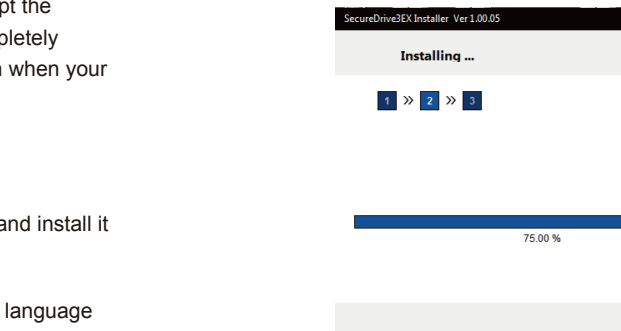 pt the
pletely
when your
and install it
language
SecureDrive3EX Installer Ver 1.00.05
Installing ...
1 » 2 » 3
75.00 %